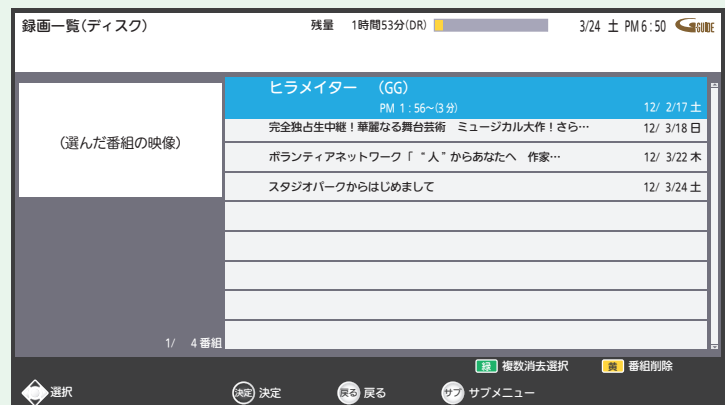 録画一覧(ディスク) 残量 1時間53分(DR) 3/24 土 PM 6:50 G GUIDE
ヒラメイター (GG)
PM 1:56~(3分) 12/ 2/17 土
(選んだ番組の映像)
完全独占生中継!華麗なる舞台芸術 ミュージカル大作!さら… 12/ 3/18 日
ボランティアネットワーク「“人”からあなたへ 作家… 12/ 3/22 木
スタジオパークからはじめまして 12/ 3/24 土
1/ 4 番組
緑 複数消去選択 黄 番組削除
選択 決定 決定 戻る 戻る サブ サブメニュー